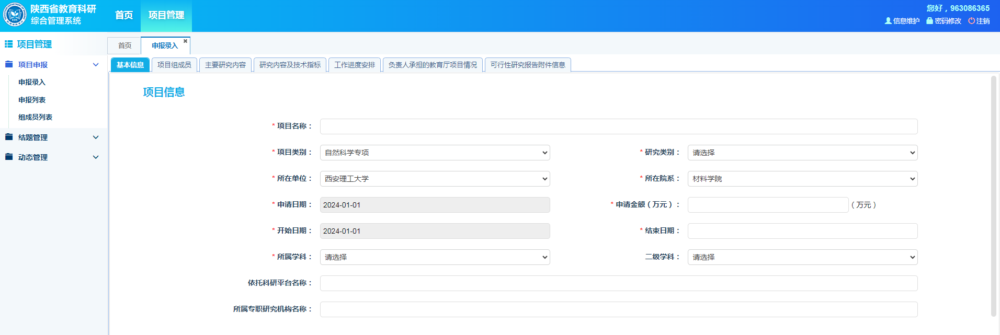 陕西省教育科研
综合管理系统
EOS
首页
项目管理
您好，963086365
信息维护 密码修改 注销
项目管理
首页
申报录入
项目申报
申报录入
申报列表
组成员列表
结题管理
动态管理
基本信息 项目组成员 主要研究内容 研究内容及技术指标 工作进度安排 负责人承担的教育厅项目情况 可行性研究报告附件信息
项目信息
* 项目名称：
* 项目类别： 自然科学专项 * 研究类别： 请选择
* 所在单位： 西安理工大学 * 所在院系： 材料学院
* 申请日期： 2024-01-01 * 申请金额（万元）： （万元）
* 开始日期： 2024-01-01 * 结束日期：
* 所属学科： 请选择 二级学科： 请选择
依托科研平台名称：
所属专职研究机构名称：